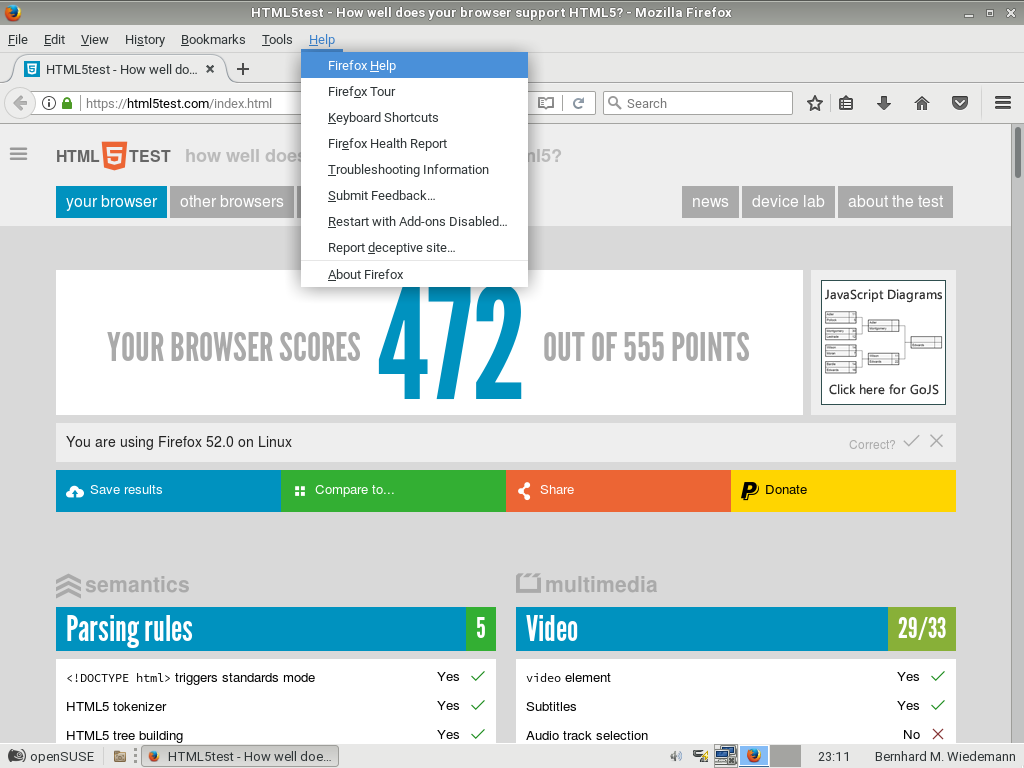 HTML5test - How well does your browser support HTML5? - Mozilla Firefox
File Edit View History Bookmarks Tools Help
HTML5test - How well do...
https://html5test.com/index.html
Search
Firefox Help
Firefox Tour
Keyboard Shortcuts
Firefox Health Report
Troubleshooting Information
Submit Feedback...
Restart with Add-ons Disabled...
Report deceptive site...
About Firefox
HTML 5 TEST how well does ml5?
your browser other browsers news device lab about the test
YOUR BROWSER SCORES 472 OUT OF 555 POINTS
JavaScript Diagrams
Click here for GoJS
You are using Firefox 52.0 on Linux
Correct?
Save results Compare to... Share Donate
semantics
Parsing rules 5
<!DOCTYPE html> triggers standards mode Yes
HTML5 tokenizer Yes
HTML5 tree building Yes
multimedia
Video 29/33
video element Yes
Subtitles Yes
Audio track selection No
openSUSE HTML5test - How well doe... 23:11 Bernhard M. Wiedemann